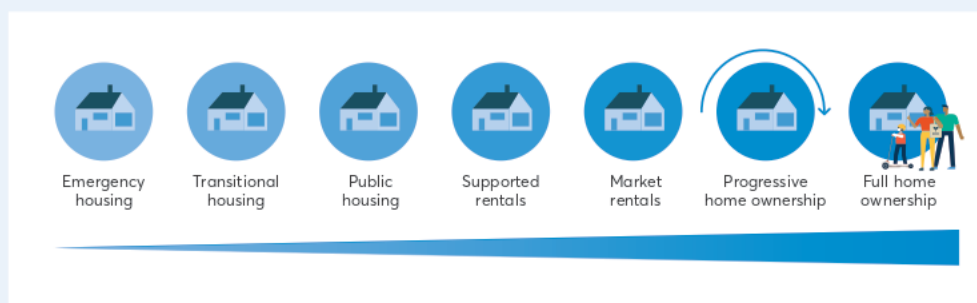 Emergency
housing
Transitional
housing
Public
housing
Supported
rentals
Market
rentals
Progressive
home ownership
Full home
ownership